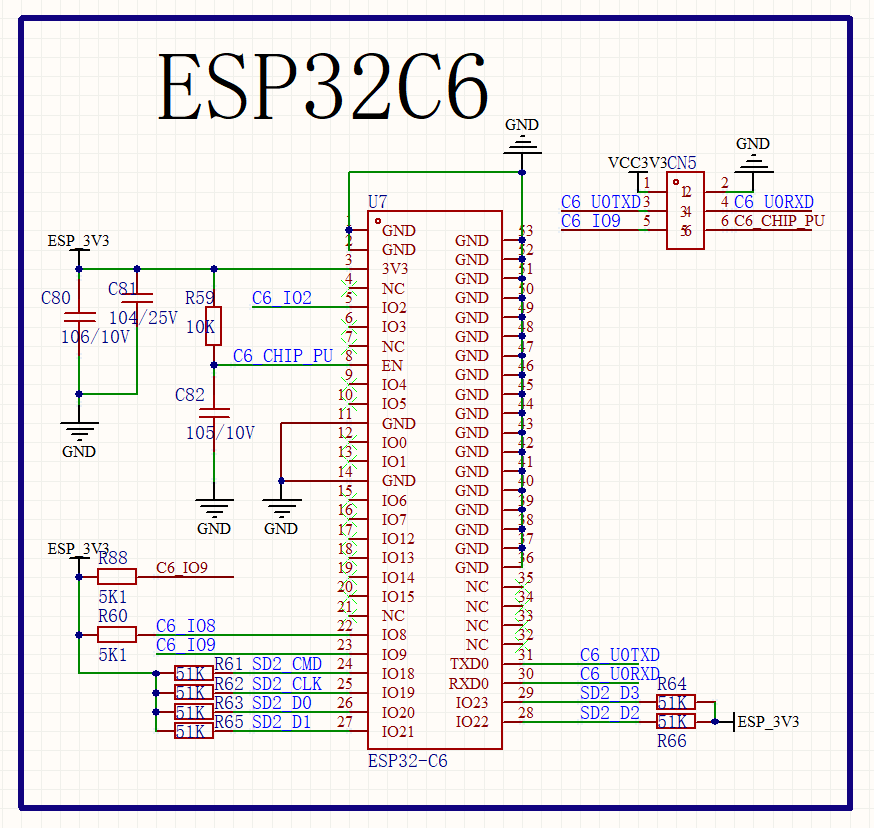 ESP32C6
GND
GND
VCC3V3
CN5
1
12
2
C6_U0TXD
3
34
4
C6_U0RXD
C6_IO9
5
56
6
C6_CHIP_PU
U7
1
GND
2
GND
3
3V3
4
NC
5
IO2
6
IO3
7
NC
8
EN
9
IO4
10
IO5
11
GND
12
IO0
13
IO1
14
GND
15
IO6
16
IO7
17
IO12
18
IO13
19
IO14
20
IO15
21
NC
22
IO8
23
IO9
24
IO18
25
IO19
26
IO20
27
IO21
53
GND
52
GND
51
GND
50
GND
49
GND
48
GND
47
GND
46
GND
45
GND
44
GND
43
GND
42
GND
41
GND
40
GND
39
GND
38
GND
37
GND
36
GND
35
NC
34
NC
33
NC
32
NC
31
TXD0
30
RXD0
29
IO23
28
IO22
ESP32-C6
ESP_3V3
C80
106/10V
C81
104/25V
GND
R59
10K
C6_IO2
C6_CHIP_PU
C82
105/10V
GND
GND
ESP_3V3
R88
C6_IO9
5K1
R60
C6_IO8
5K1
C6_IO9
51K
R61
SD2_CMD
51K
R62
SD2_CLK
51K
R63
SD2_D0
51K
R65
SD2_D1
C6_U0TXD
C6_U0RXD
SD2_D3
R64
51K
SD2_D2
51K
R66
ESP_3V3